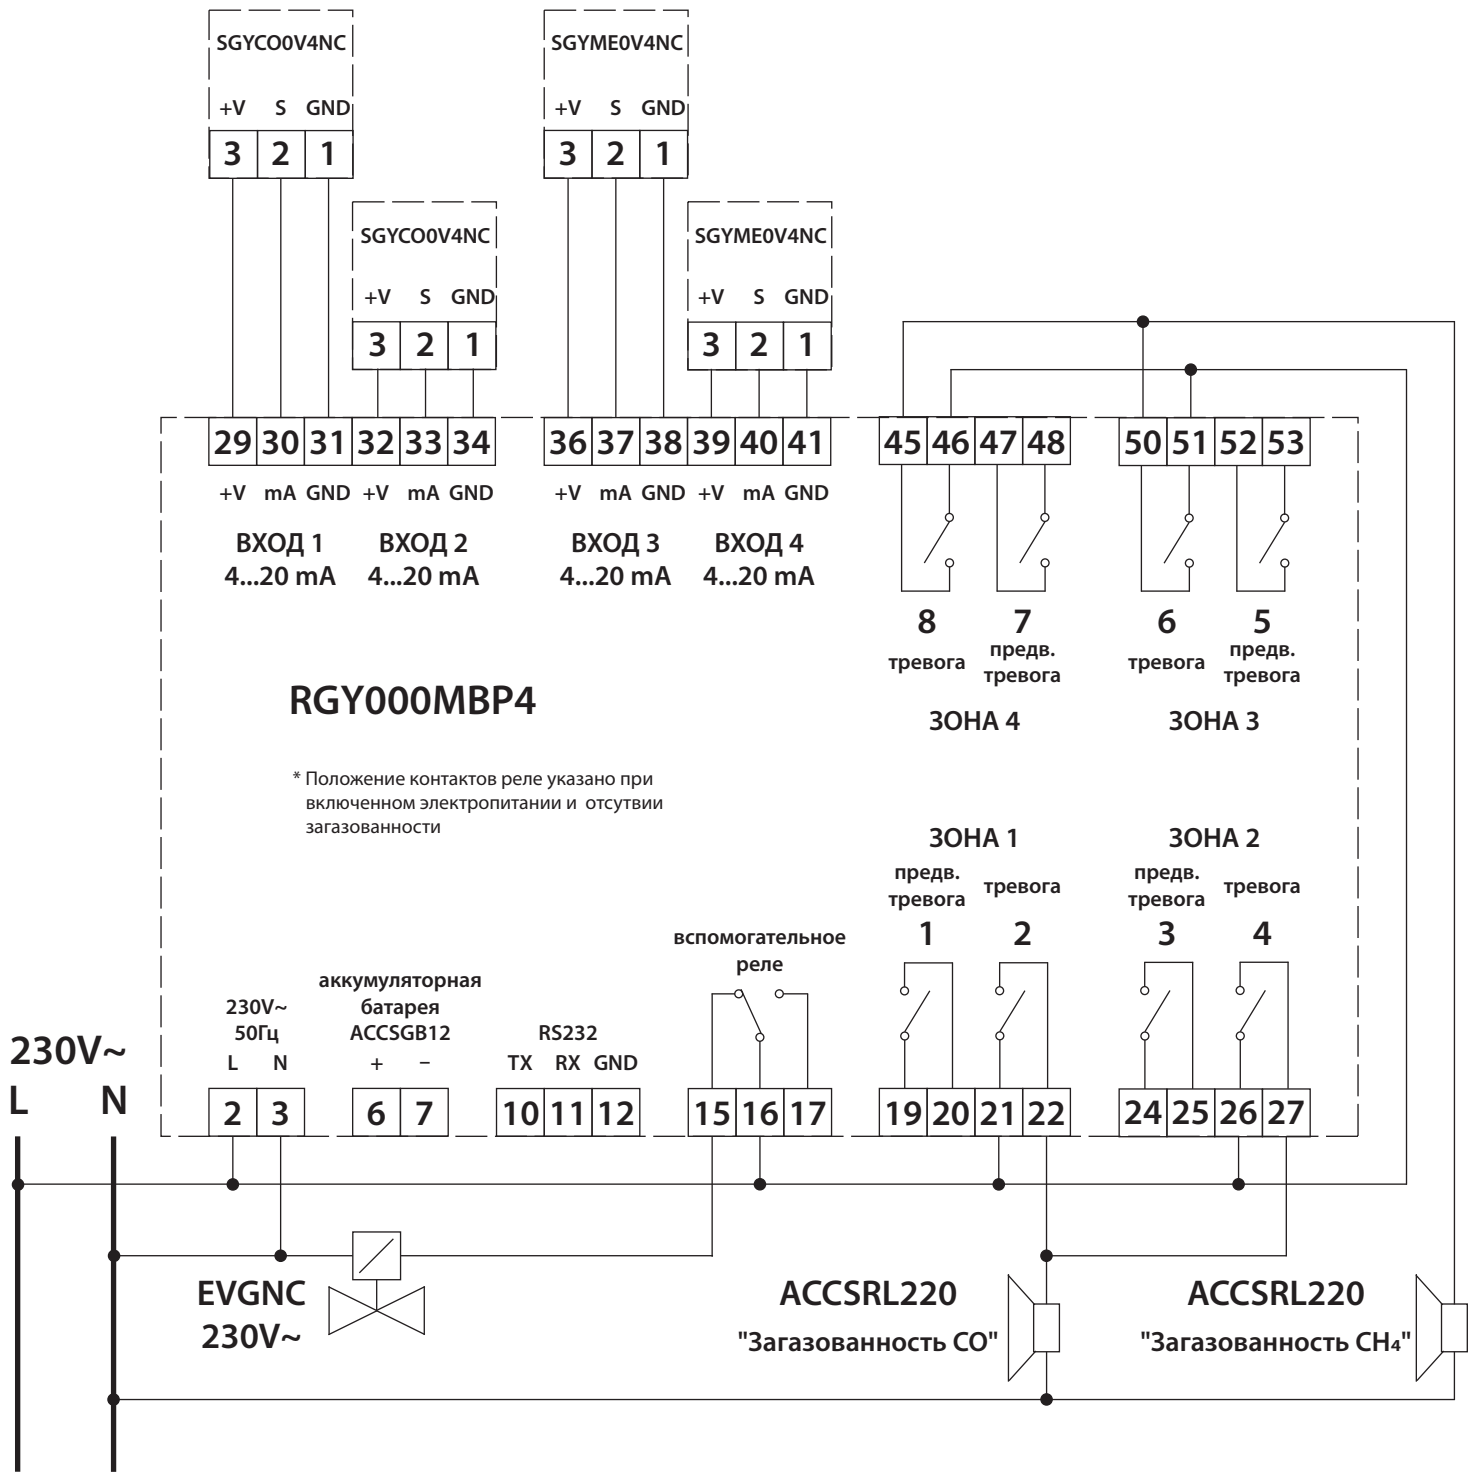 SGYCO0V4NC
SGYME0V4NC
+V S GND
+V S GND
3 2 1
3 2 1
SGYCO0V4NC
SGYME0V4NC
+V S GND
+V S GND
3 2 1
3 2 1
29 30 31 32 33 34
36 37 38 39 40 41
45 46 47 48
50 51 52 53
+V mA GND +V mA GND
+V mA GND +V mA GND
ВХОД 1
4...20 mA
ВХОД 2
4...20 mA
ВХОД 3
4...20 mA
ВХОД 4
4...20 mA
8
тревога
7
предв.
тревога
6
тревога
5
предв.
тревога
ЗОНА 4
ЗОНА 3
RGY000MBP4
* Положение контактов реле указано при
включенном электропитании и отсутвии
загазованности
ЗОНА 1
ЗОНА 2
предв.
тревога
1
тревога
2
предв.
тревога
3
тревога
4
вспомогательное
реле
аккумуляторная
батарея
ACCSGB12
+ −
230V~
50Гц
L N
RS232
TX RX GND
230V~
L N
2 3
6 7
10 11 12
15 16 17
19 20 21 22
24 25 26 27
EVGNC
230V~
ACCSRL220
"Загазованность CO"
ACCSRL220
"Загазованность CH4"